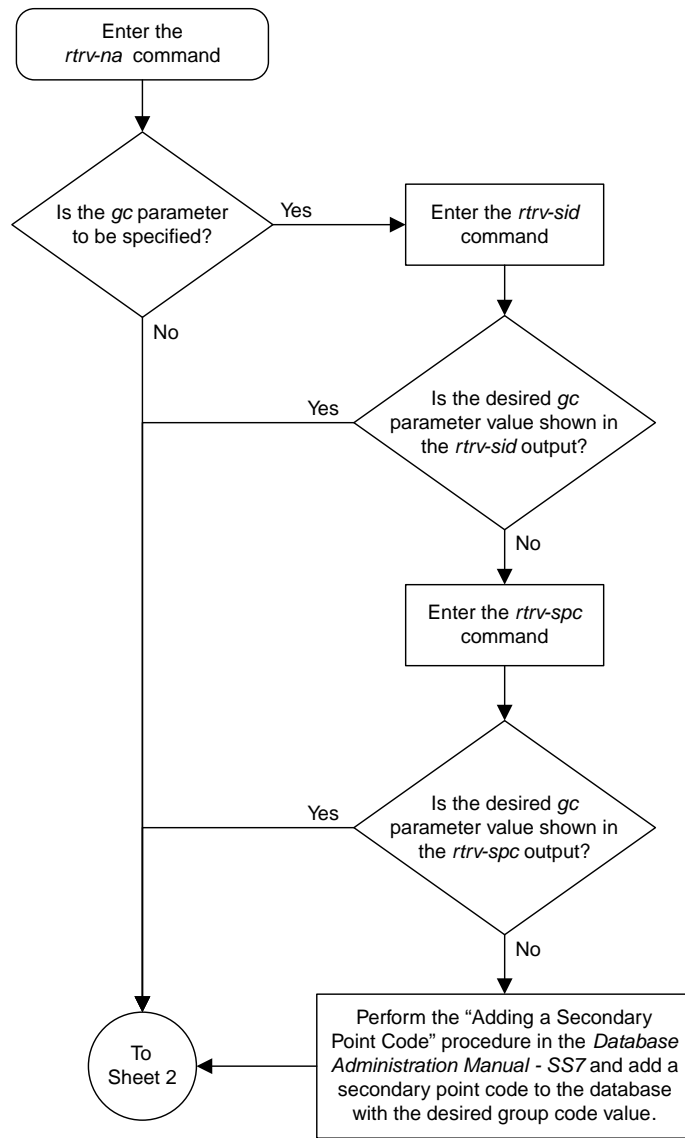 Enter the
rtrv-na command
Is the gc parameter
to be specified?
Yes
No
Enter the rtrv-sid
command
Is the desired gc
parameter value shown in
the rtrv-sid output?
Yes
No
Enter the rtrv-spc
command
Is the desired gc
parameter value shown in
the rtrv-spc output?
Yes
No
Perform the “Adding a Secondary
Point Code” procedure in the Database
Administration Manual - SS7 and add a
secondary point code to the database
with the desired group code value.
To
Sheet 2